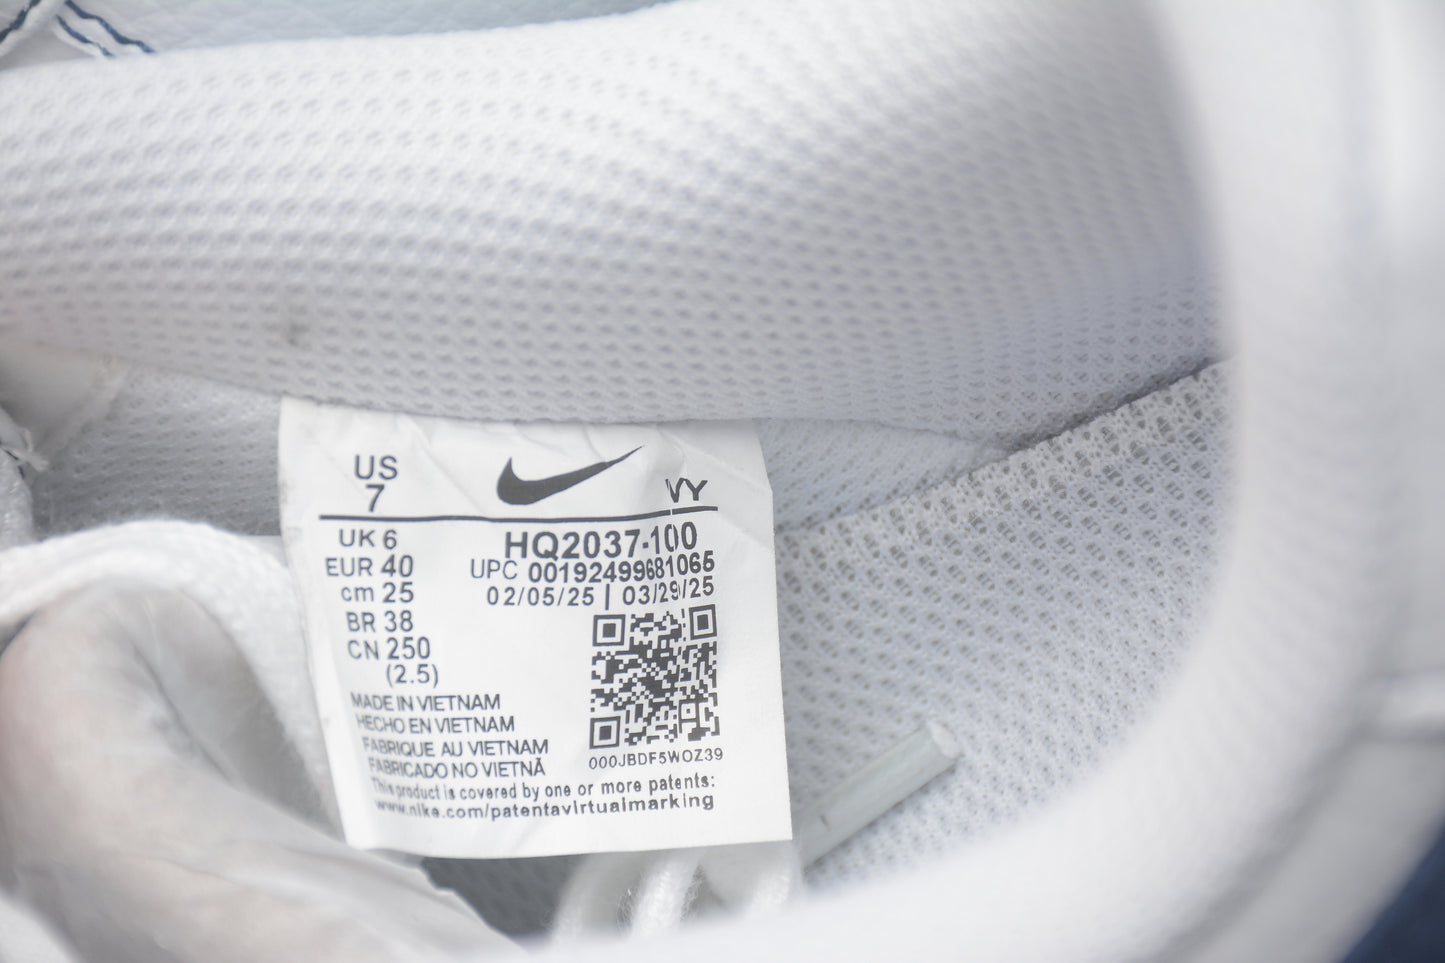 US
7
VY
UK 6
EUR 40
cm 25
BR 38
CN 250
(2.5)
HQ2037-100
UPC 00192499681065
02/05/25 | 03/29/25
MADE IN VIETNAM
HECHO EN VIETNAM
FABRIQUE AU VIETNAM
FABRICADO NO VIETNÃ
000JBDF5WOZ39
This product is covered by one or more patents:
www.nike.com/patentavirtualmarking